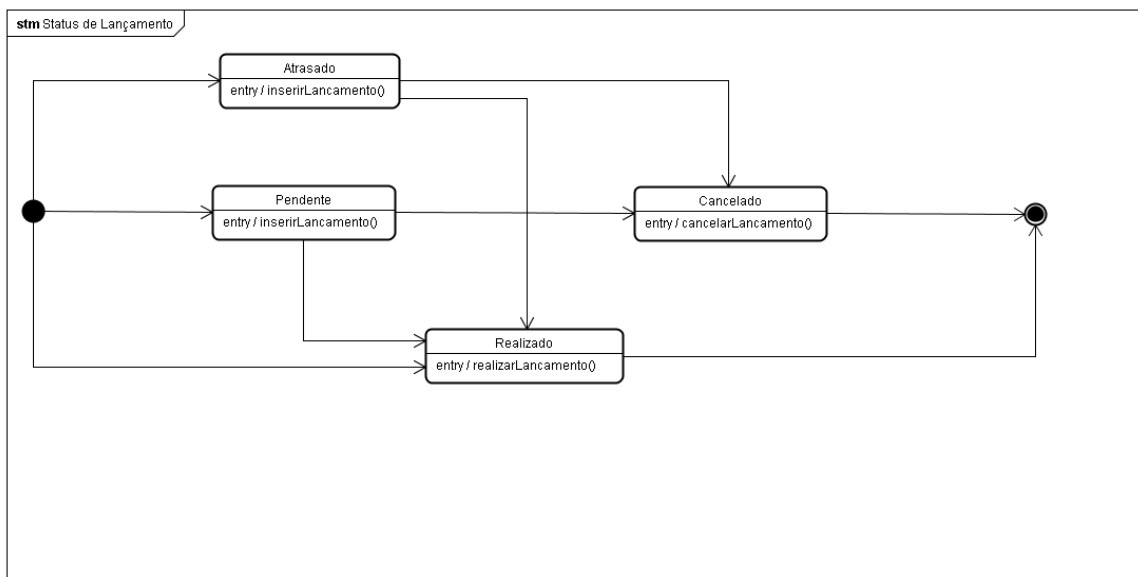 stm Status de Lançamento
Atrasado
entry / inserirLancamento()
Pendente
entry / inserirLancamento()
Cancelado
entry / cancelarLancamento()
Realizado
entry / realizarLancamento()